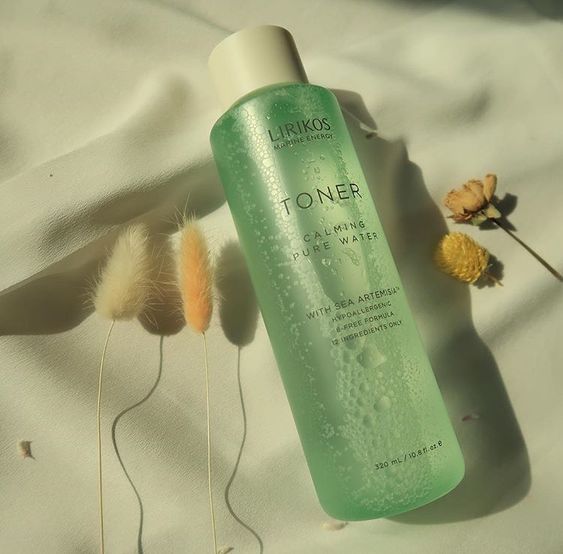 LIRIKOS
MARINE ENERGY
TONER
CALMING
PURE WATER
WITH SEA ARTEMISIA™
HYPOALLERGENIC
6-FREE FORMULA
12 INGREDIENTS ONLY
320 mL / 10.8 fl. oz. e